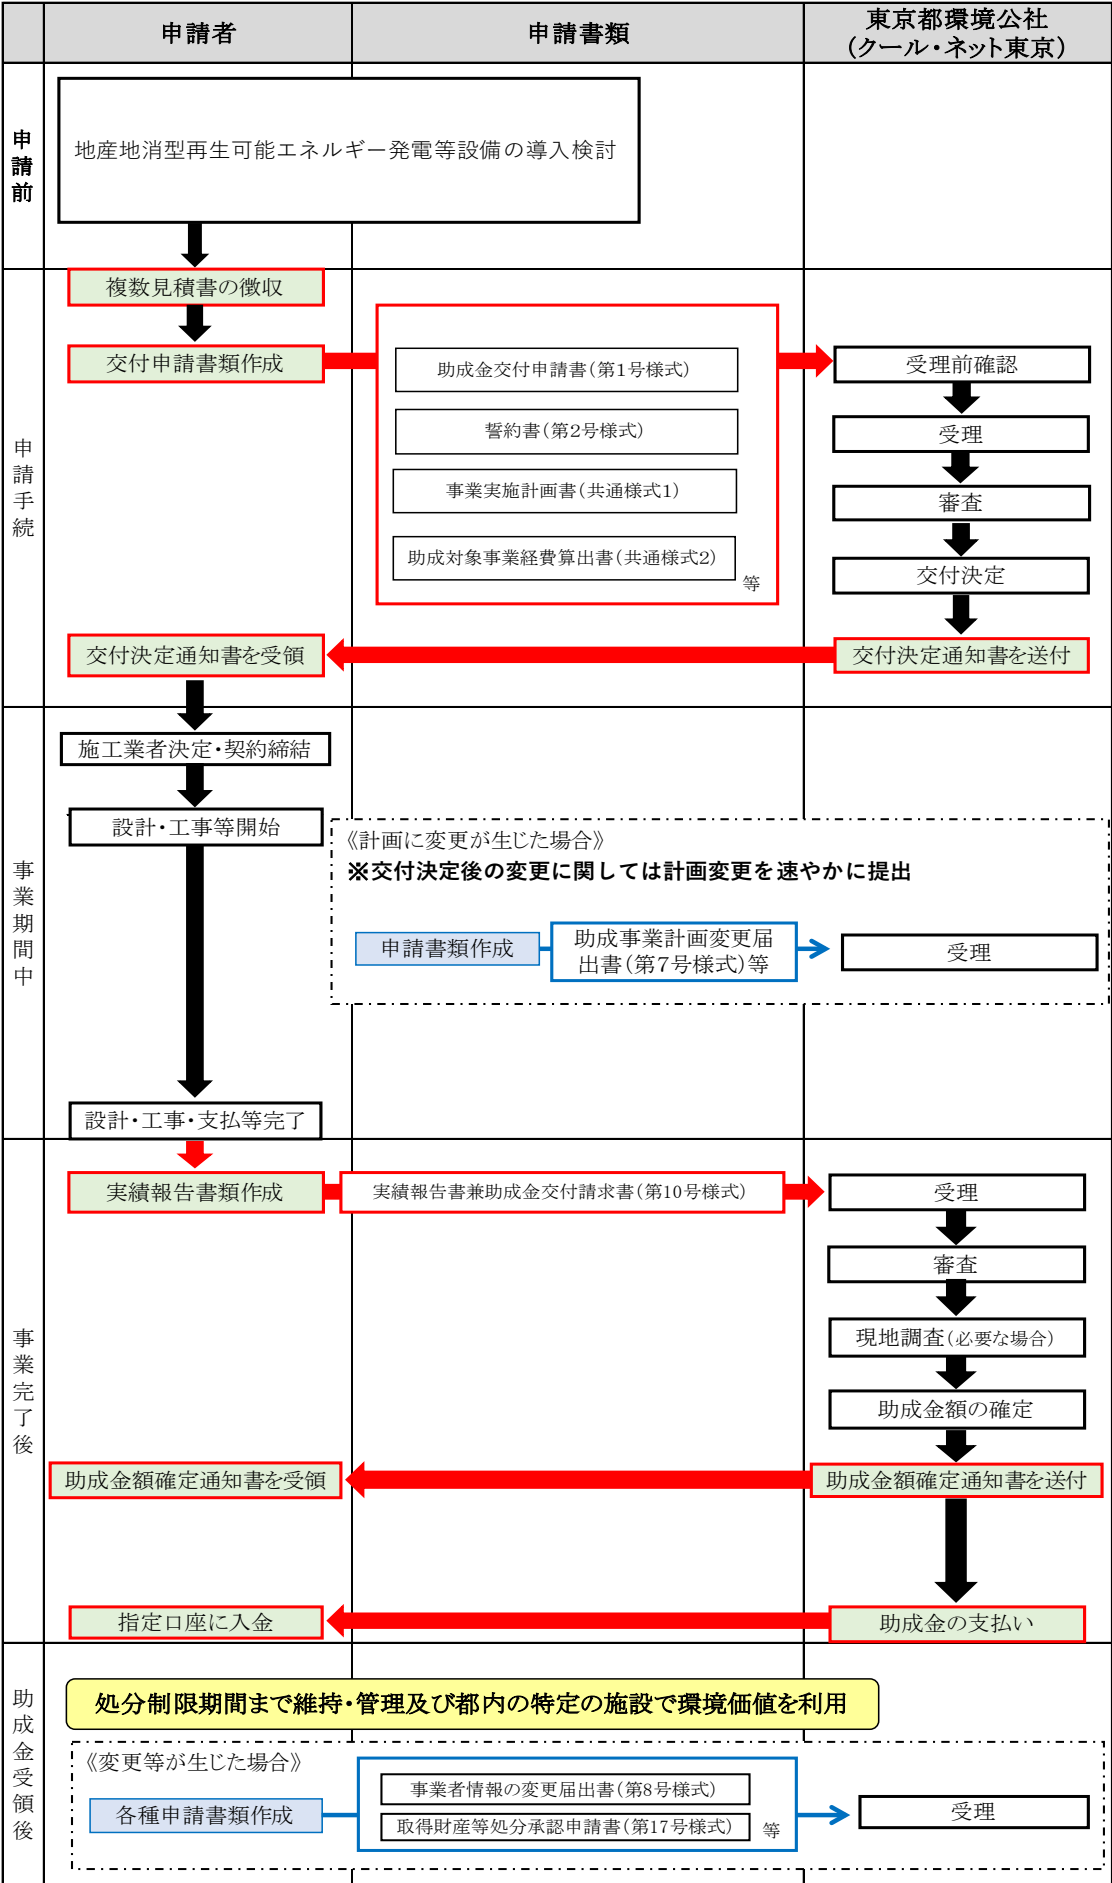 申請者
申請書類
東京都環境公社
(クール・ネット東京)
申請前
地産地消型再生可能エネルギー発電等設備の導入検討
申請手続
複数見積書の徴収
交付申請書類作成
助成金交付申請書(第1号様式)
誓約書(第2号様式)
事業実施計画書(共通様式1)
助成対象事業経費算出書(共通様式2)
等
受理前確認
受理
審査
交付決定
交付決定通知書を送付
交付決定通知書を受領
事業期間中
施工業者決定・契約締結
設計・工事等開始
《計画に変更が生じた場合》
※交付決定後の変更に関しては計画変更を速やかに提出
申請書類作成
助成事業計画変更届
出書(第7号様式)等
受理
設計・工事・支払等完了
事業完了後
実績報告書類作成
実績報告書兼助成金交付請求書(第10号様式)
受理
審査
現地調査(必要な場合)
助成金額の確定
助成金額確定通知書を送付
助成金額確定通知書を受領
助成金の支払い
指定口座に入金
助成金受領後
処分制限期間まで維持・管理及び都内の特定の施設で環境価値を利用
《変更等が生じた場合》
各種申請書類作成
事業者情報の変更届出書(第8号様式)
取得財産等処分承認申請書(第17号様式)
等
受理